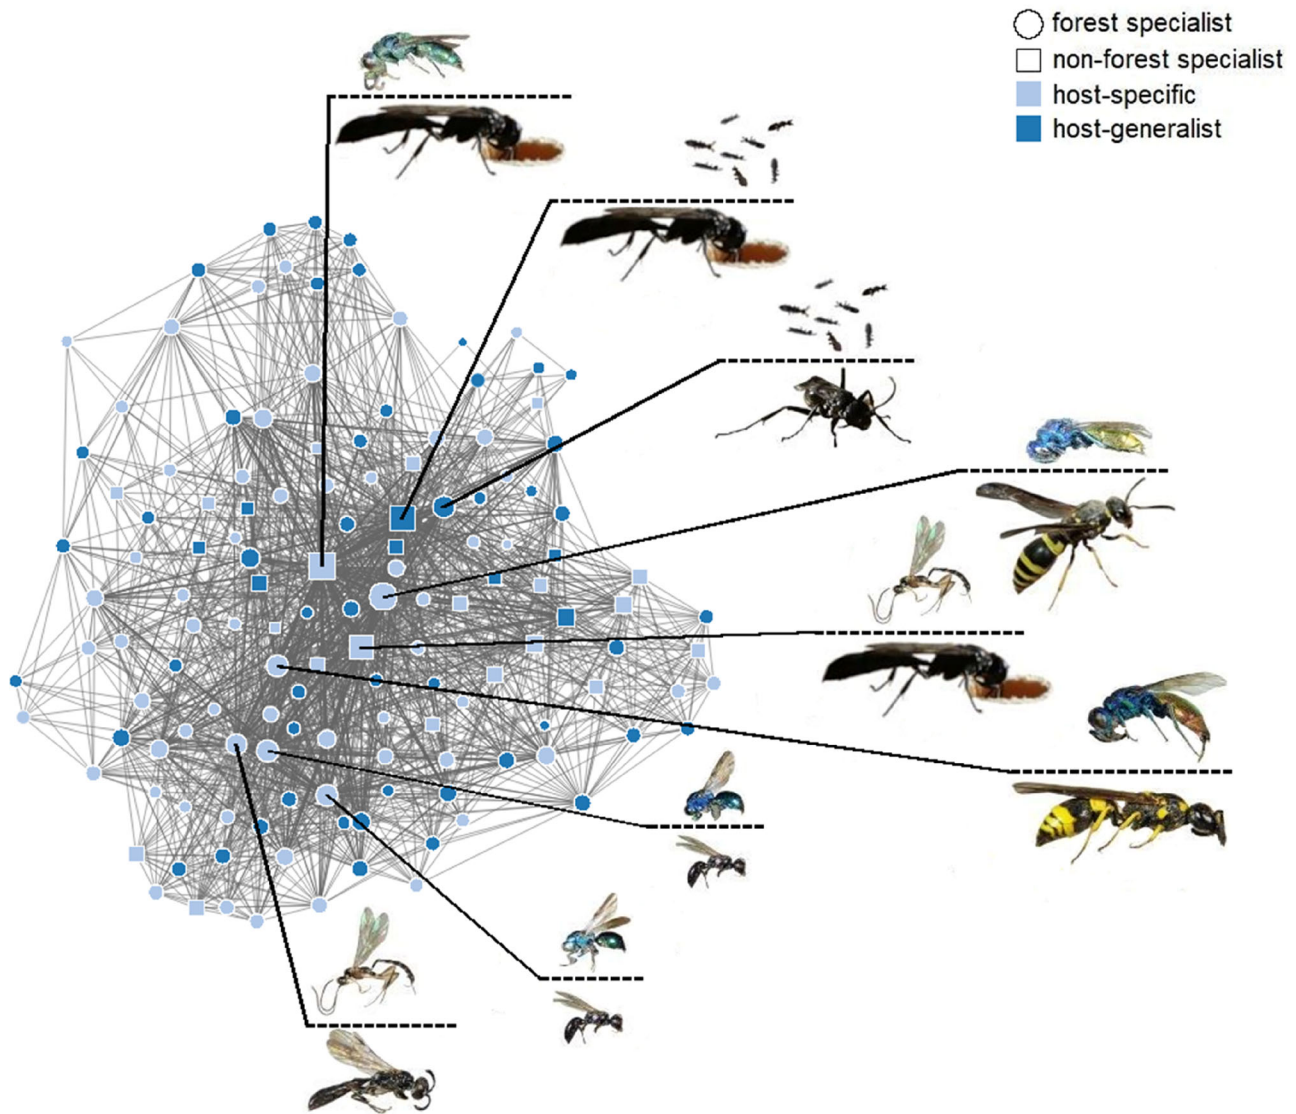 forest specialist
non-forest specialist
host-specific
host-generalist